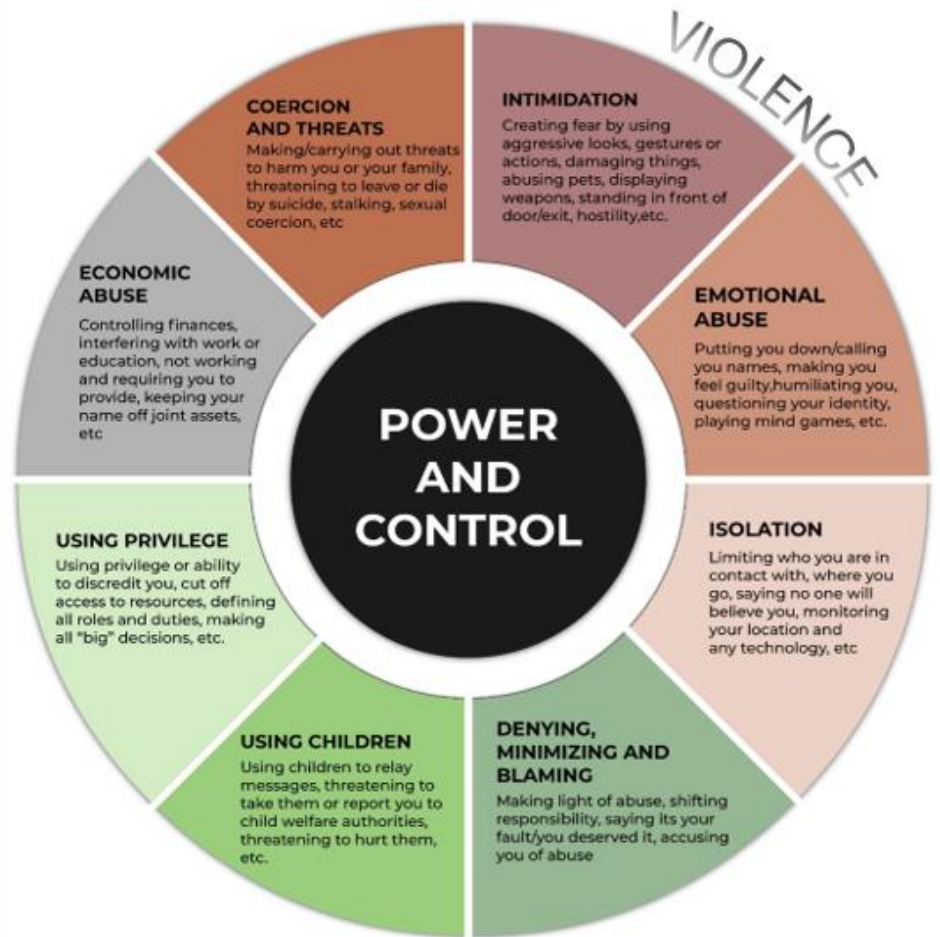 VIOLENCE
COERCION
AND THREATS
Making/carrying out threats
to harm you or your family,
threatening to leave or die
by suicide, stalking, sexual
coercion, etc
INTIMIDATION
Creating fear by using
aggressive looks, gestures or
actions, damaging things,
abusing pets, displaying
weapons, standing in front of
door/exit, hostility,etc.
EMOTIONAL
ABUSE
Putting you down/calling
you names, making you
feel guilty,humiliating you,
questioning your identity,
playing mind games, etc.
ISOLATION
Limiting who you are in
contact with, where you
go, saying no one will
believe you, monitoring
your location and
any technology, etc
DENYING,
MINIMIZING AND
BLAMING
Making light of abuse, shifting
responsibility, saying its your
fault/you deserved it, accusing
you of abuse
USING CHILDREN
Using children to relay
messages, threatening to
take them or report you to
child welfare authorities,
threatening to hurt them,
etc.
USING PRIVILEGE
Using privilege or ability
to discredit you, cut off
access to resources, defining
all roles and duties, making
all "big" decisions, etc.
ECONOMIC
ABUSE
Controlling finances,
interfering with work or
education, not working
and requiring you to
provide, keeping your
name off joint assets,
etc
POWER
AND
CONTROL